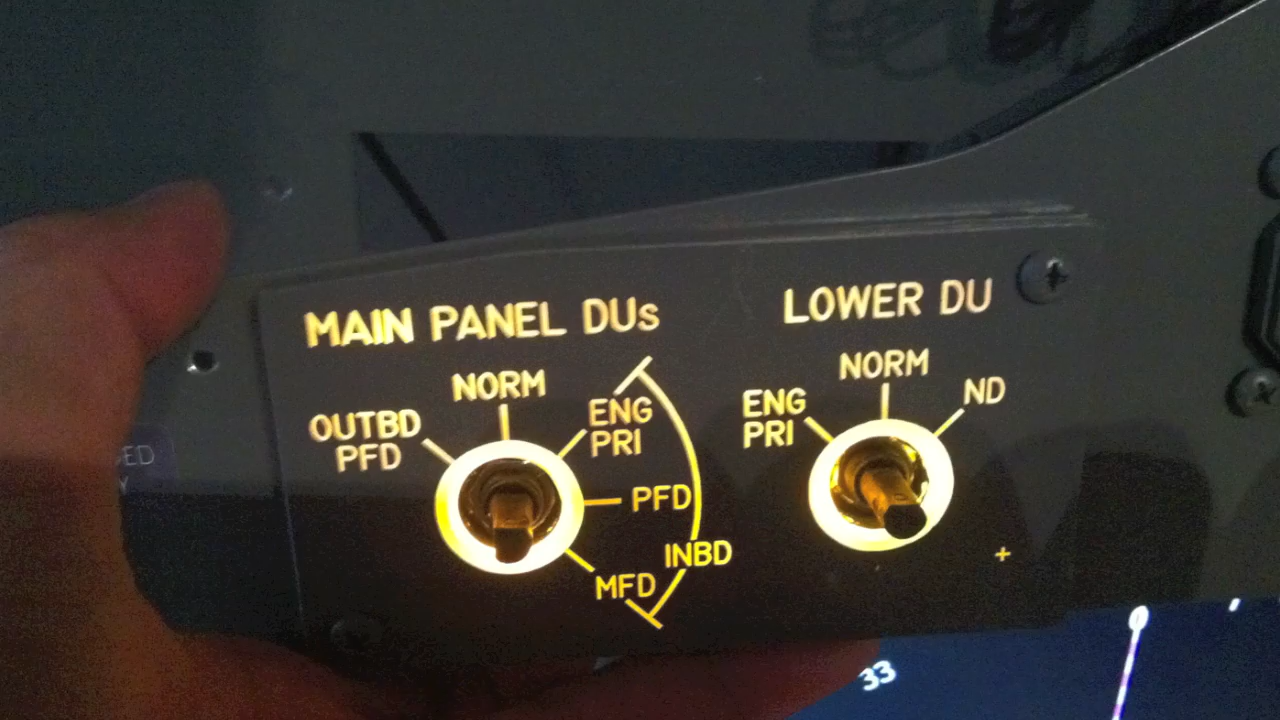 MAIN PANEL DUs
NORM
OUTBD
PFD
ENG
PRI
PFD
INBD
MFD
LOWER DU
NORM
ENG
PRI
ND
33